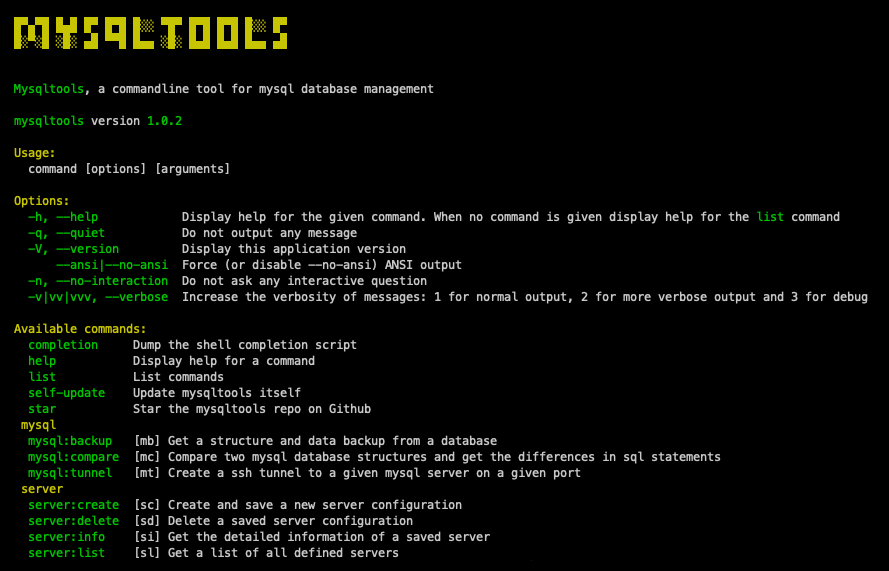 MYSQLTOOLS
Mysqltools, a commandline tool for mysql database management
mysqltools version 1.0.2
Usage:
command [options] [arguments]
Options:
-h, --help Display help for the given command. When no command is given display help for the list command
-q, --quiet Do not output any message
-V, --version Display this application version
--ansi|--no-ansi Force (or disable --no-ansi) ANSI output
-n, --no-interaction Do not ask any interactive question
-v|vv|vvv, --verbose Increase the verbosity of messages: 1 for normal output, 2 for more verbose output and 3 for debug
Available commands:
completion Dump the shell completion script
help Display help for a command
list List commands
self-update Update mysqltools itself
star Star the mysqltools repo on Github
mysql
mysql:backup [mb] Get a structure and data backup from a database
mysql:compare [mc] Compare two mysql database structures and get the differences in sql statements
mysql:tunnel [mt] Create a ssh tunnel to a given mysql server on a given port
server
server:create [sc] Create and save a new server configuration
server:delete [sd] Delete a saved server configuration
server:info [si] Get the detailed information of a saved server
server:list [sl] Get a list of all defined servers